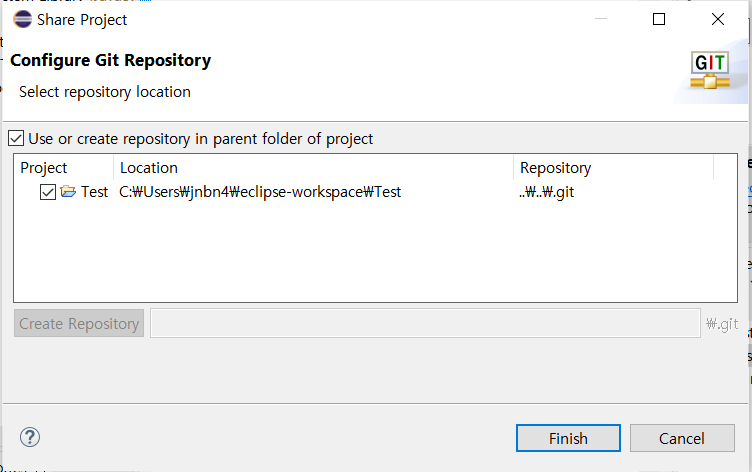 Share Project
Configure Git Repository
GIT
Select repository location
Use or create repository in parent folder of project
Project Location Repository
Test C:₩Users₩jnbn4₩eclipse-workspace₩Test ..₩..₩.git
Create Repository ₩.git
? Finish Cancel